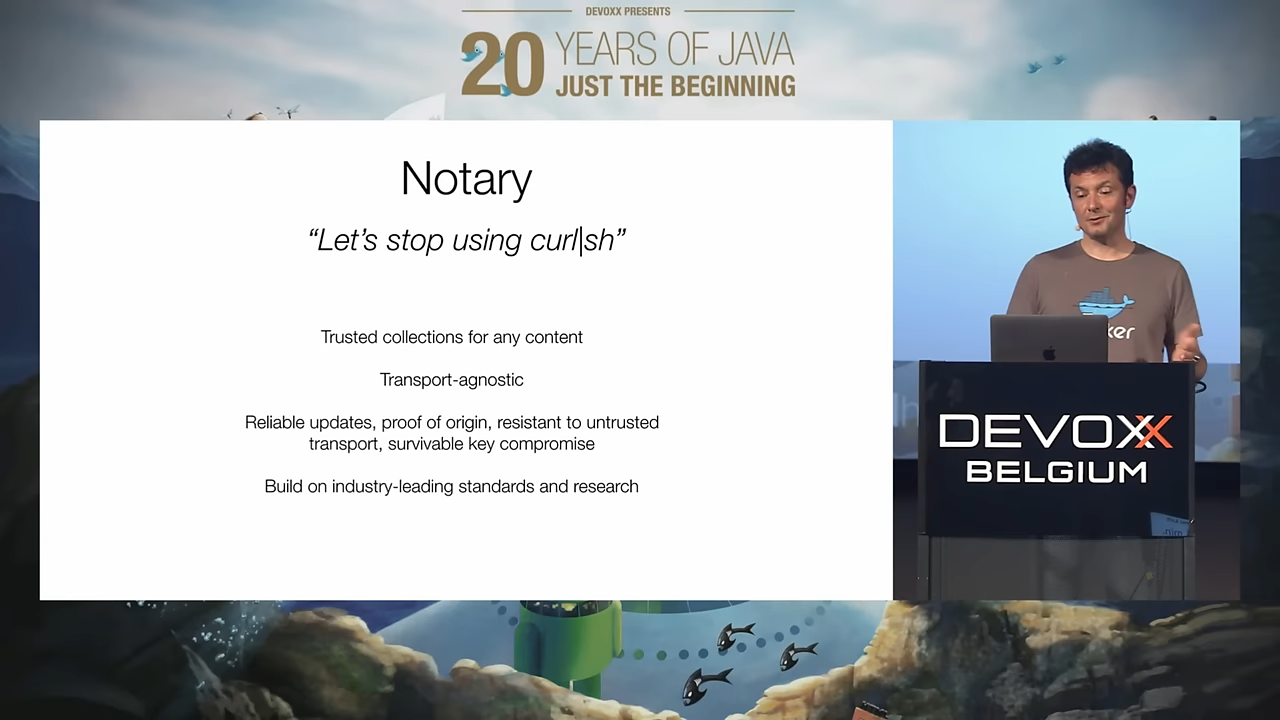 DEVOXX PRESENTS
20 YEARS OF JAVA
JUST THE BEGINNING
Notary
“Let’s stop using curl|sh”
Trusted collections for any content
Transport-agnostic
Reliable updates, proof of origin, resistant to untrusted
transport, survivable key compromise
Build on industry-leading standards and research
ker
DEVOXX
BELGIUM